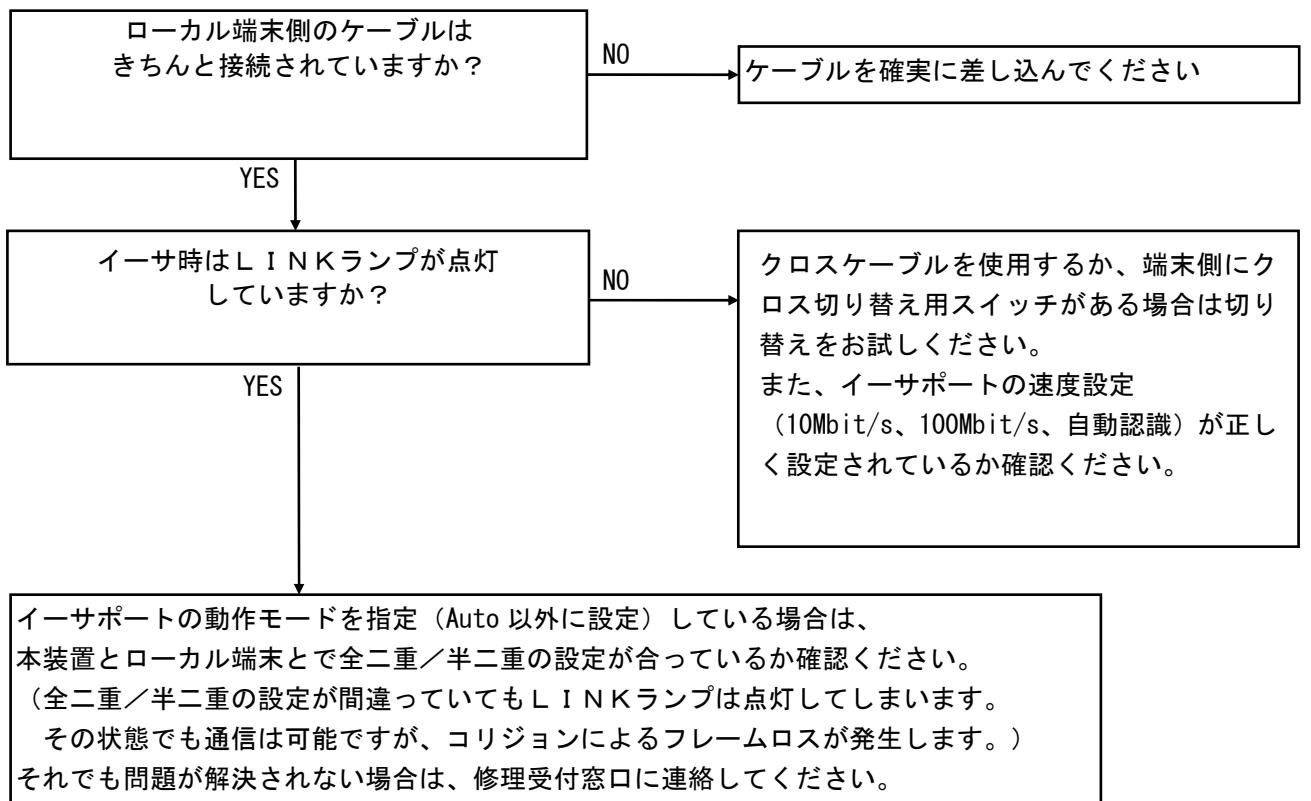 ローカル端末側のケーブルは
きちんと接続されていますか？
NO
ケーブルを確実に差し込んでください
YES
イーサ時はＬＩＮＫランプが点灯
していますか？
NO
クロスケーブルを使用するか、端末側にク
ロス切り替え用スイッチがある場合は切り
替えをお試しください。
また、イーサポートの速度設定
（10Mbit/s、100Mbit/s、自動認識）が正し
く設定されているか確認ください。
YES
イーサポートの動作モードを指定（Auto 以外に設定）している場合は、
本装置とローカル端末とで全二重／半二重の設定が合っているか確認ください。
（全二重／半二重の設定が間違っていてもＬＩＮＫランプは点灯してしまいます。
その状態でも通信は可能ですが、コリジョンによるフレームロスが発生します。）
それでも問題が解決されない場合は、修理受付窓口に連絡してください。